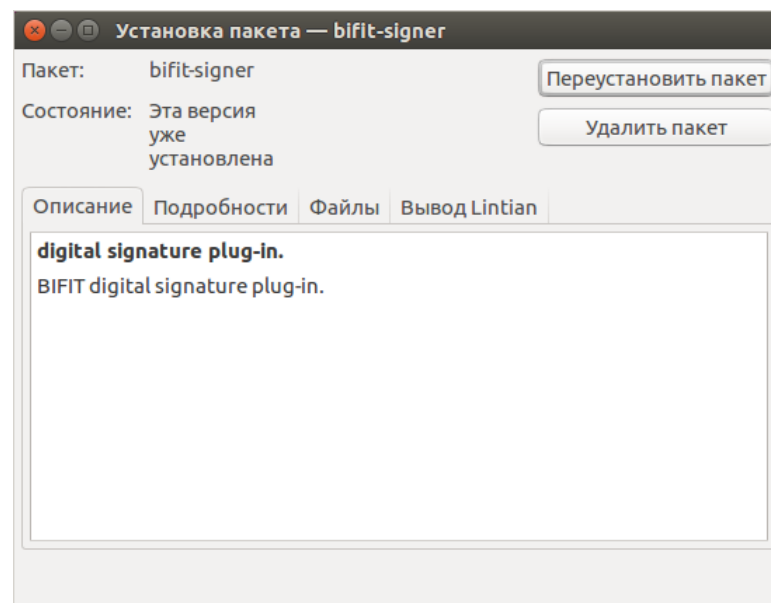 Установка пакета — bifit-signer
Пакет: bifit-signer
Переустановить пакет
Состояние: Эта версия
уже
установлена
Удалить пакет
Описание Подробности Файлы Вывод Lintian
digital signature plug-in.
BIFIT digital signature plug-in.